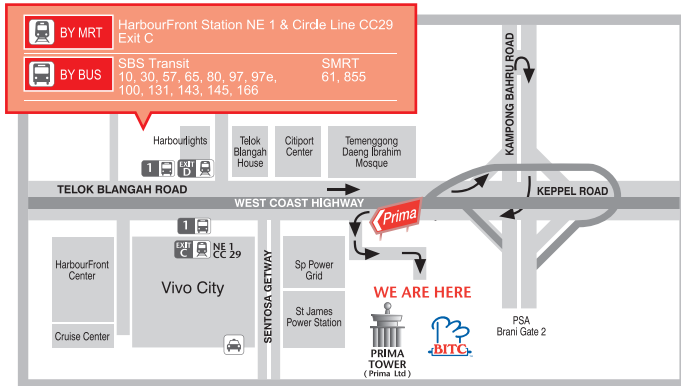 BY MRT
HarbourFront Station NE 1 & Circle Line CC29
Exit C
BY BUS
SBS Transit
10, 30, 57, 65, 80, 97, 97e,
100, 131, 143, 145, 166
SMRT
61, 855
KAMPONG BAHRU ROAD
Harbourlights
1
EXIT
D
Telok
Blangah
House
Citiport
Center
Temenggong
Daeng Ibrahim
Mosque
TELOK BLANGAH ROAD
KEPPEL ROAD
WEST COAST HIGHWAY
Prima
1
EXIT
C
NE 1
CC 29
HarbourFront
Center
Vivo City
Cruise Center
SENTOSA GETWAY
Sp Power
Grid
St James
Power Station
WE ARE HERE
PRIMA
TOWER
( Prima Ltd )
BITC
PSA
Brani Gate 2